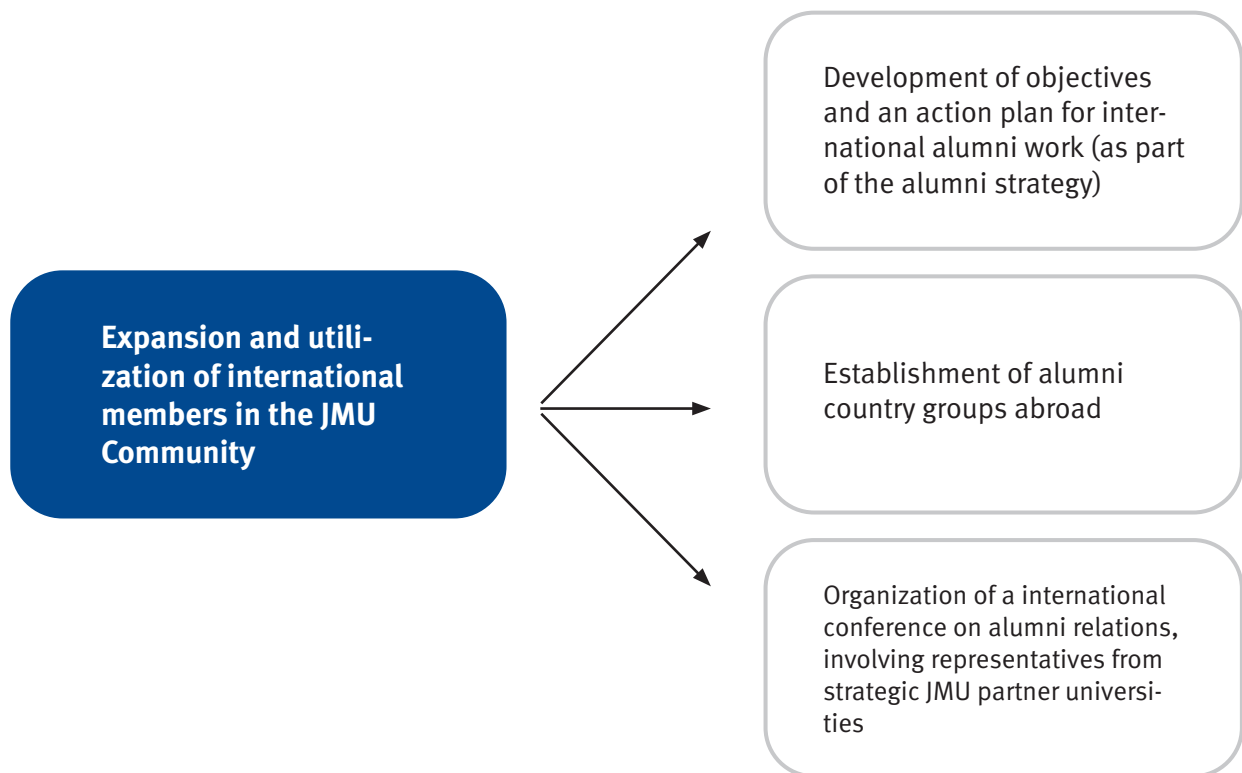 Expansion and utili-
zation of international
members in the JMU
Community
Development of objectives
and an action plan for inter-
national alumni work (as part
of the alumni strategy)
Establishment of alumni
country groups abroad
Organization of a international
conference on alumni relations,
involving representatives from
strategic JMU partner universi-
ties